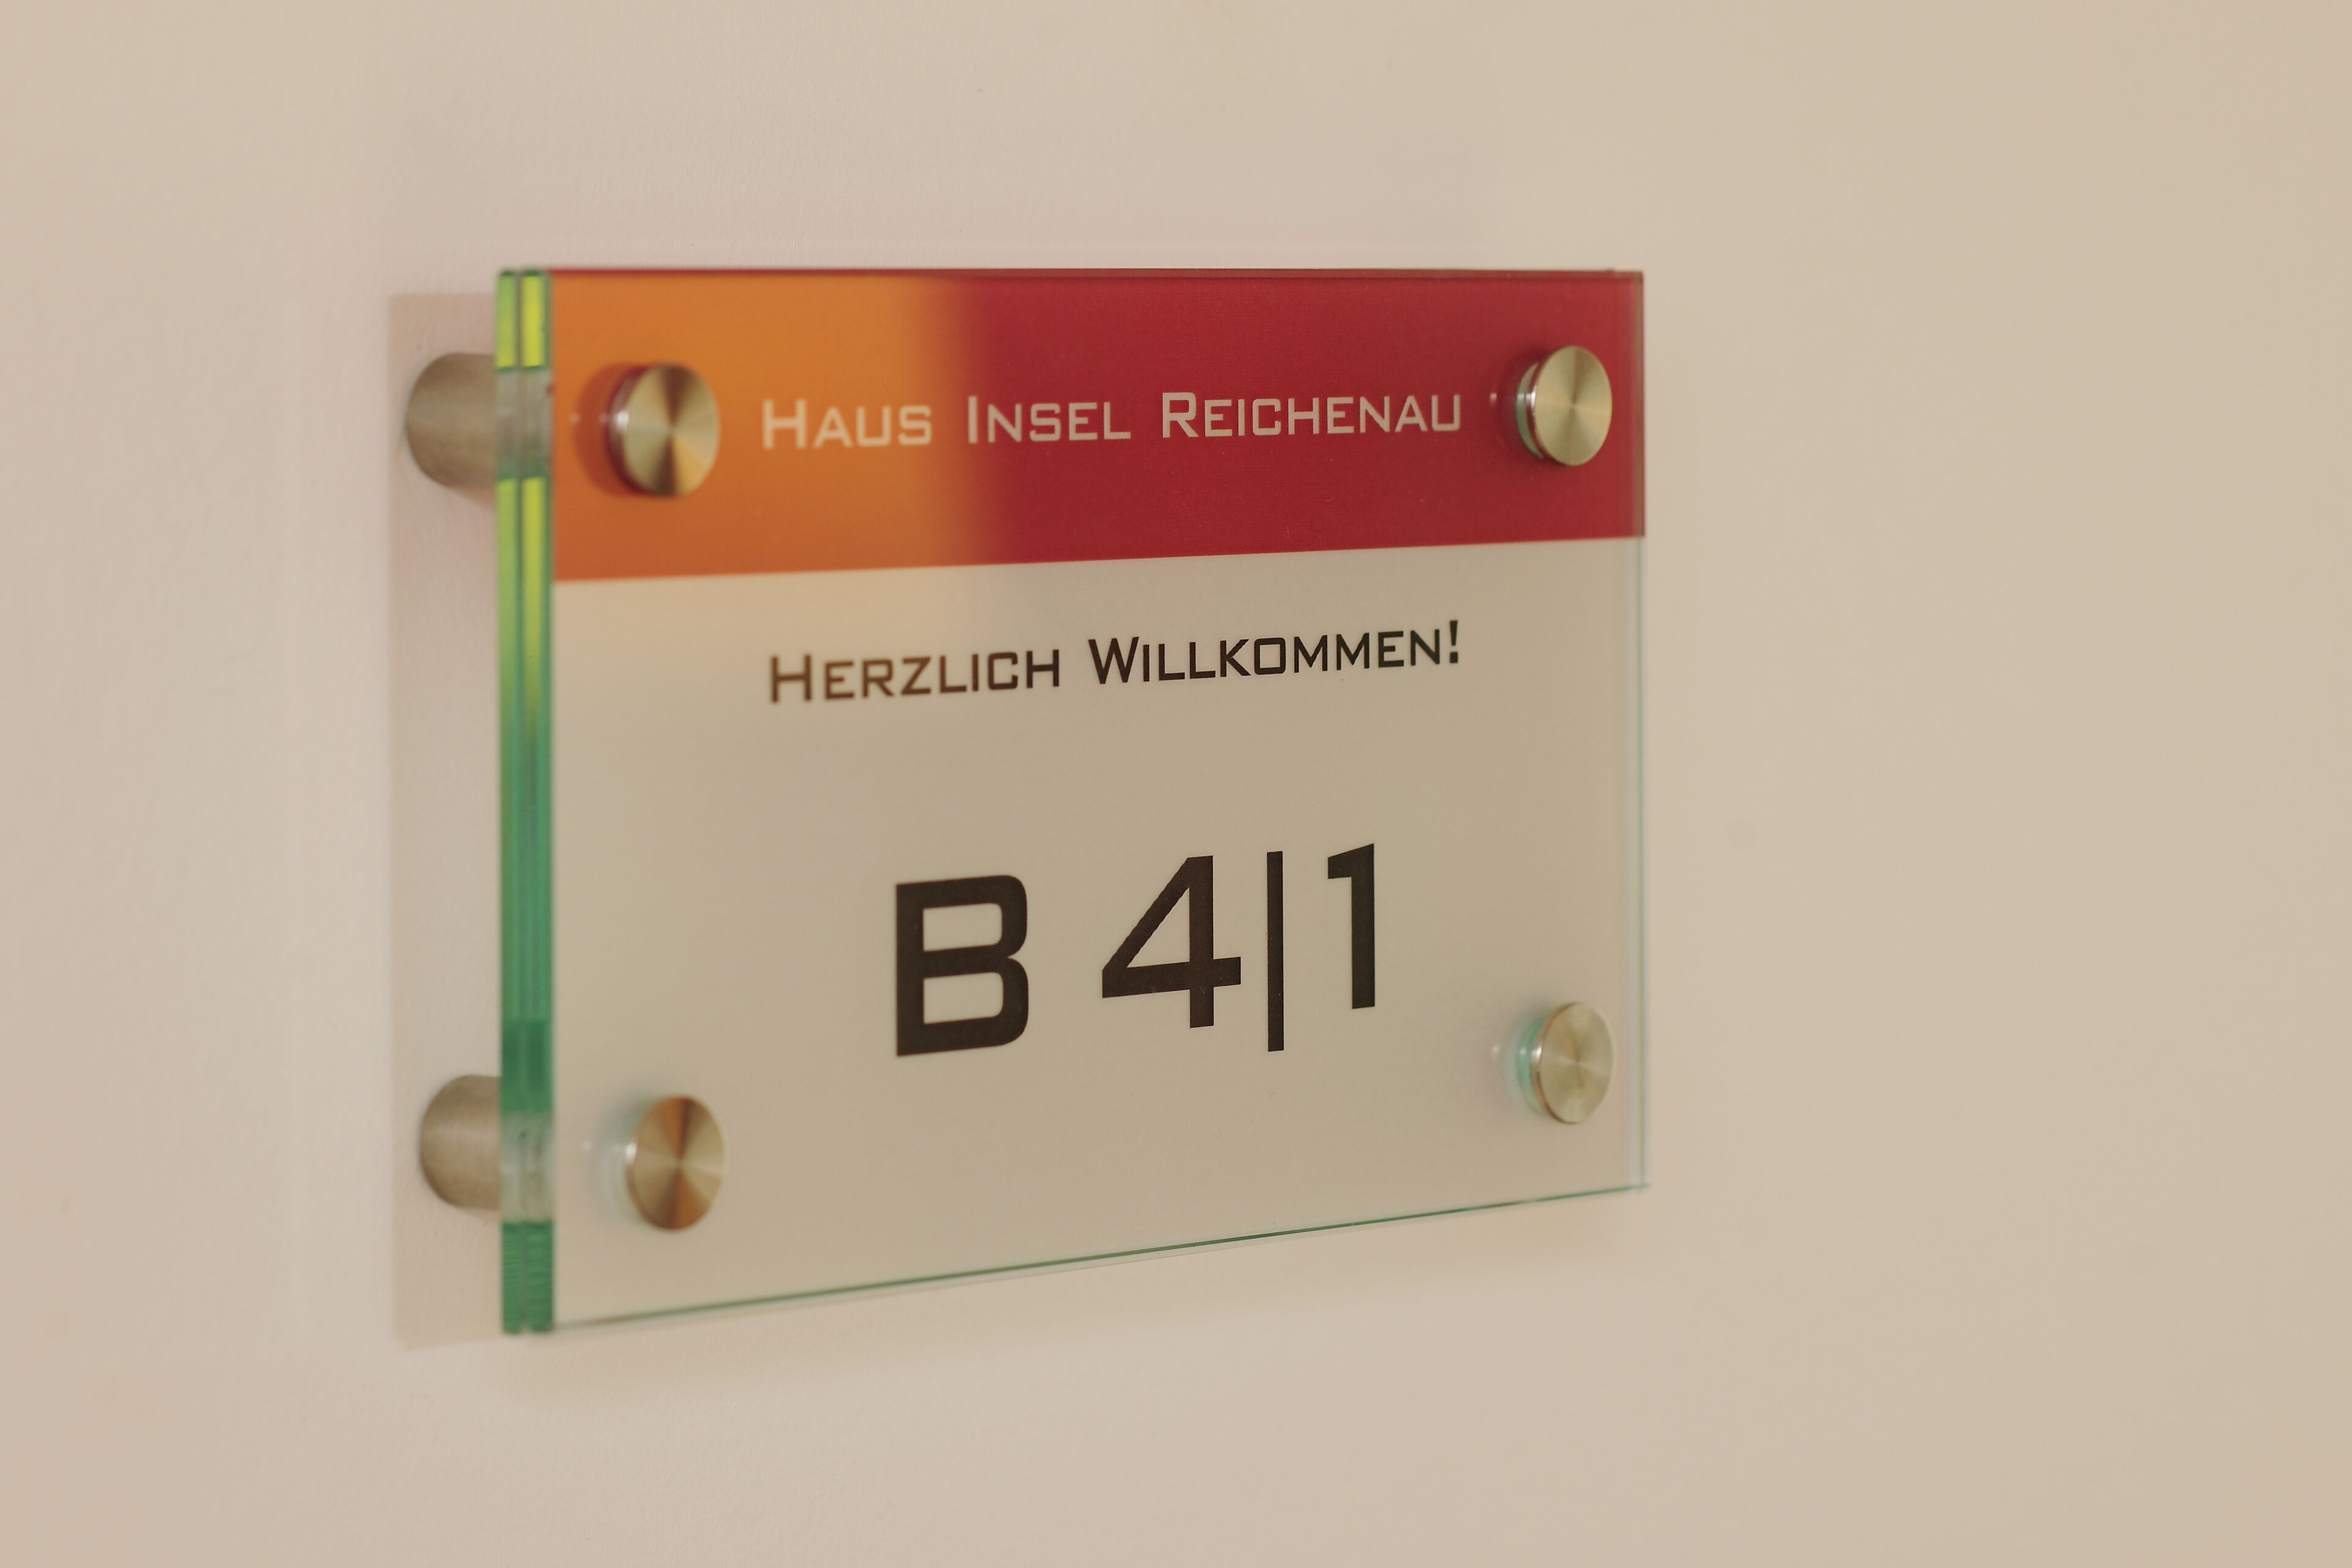 Haus Insel Reichenau
Herzlich Willkommen!
B 4|1